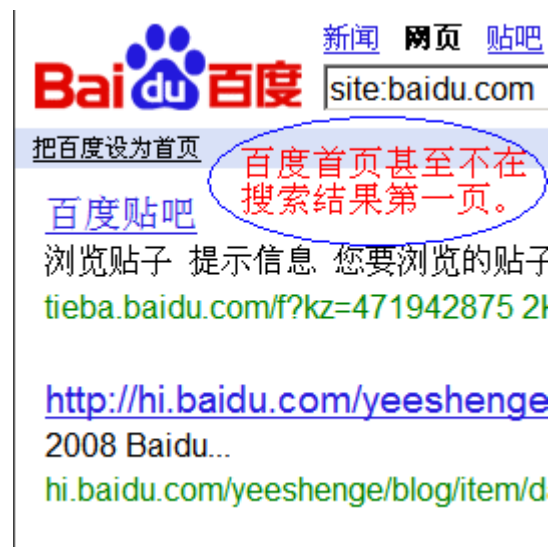 新闻 网页 贴吧
Bai du 百度
site:baidu.com
把百度设为首页
百度首页甚至不在
搜索结果第一页。
百度贴吧
浏览贴子 提示信息 您要浏览的贴子
tieba.baidu.com/f?kz=471942875 2
http://hi.baidu.com/yeeshenge
2008 Baidu...
hi.baidu.com/yeeshenge/blog/item/d